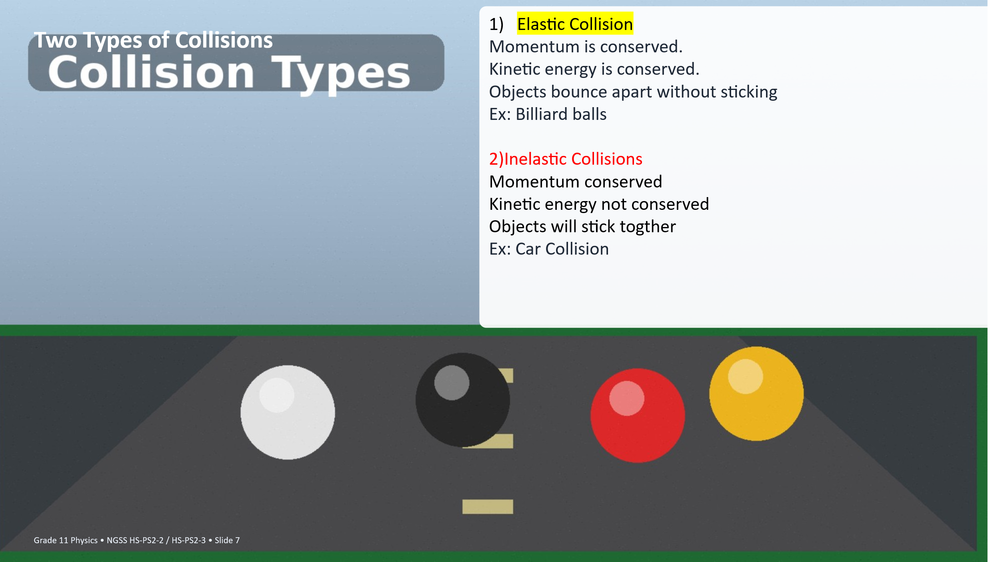 Two Types of Collisions
Collision Types
1) Elastic Collision
Momentum is conserved.
Kinetic energy is conserved.
Objects bounce apart without sticking
Ex: Billiard balls
2)Inelastic Collisions
Momentum conserved
Kinetic energy not conserved
Objects will stick togther
Ex: Car Collision
Grade 11 Physics • NGSS HS-PS2-2 / HS-PS2-3 • Slide 7